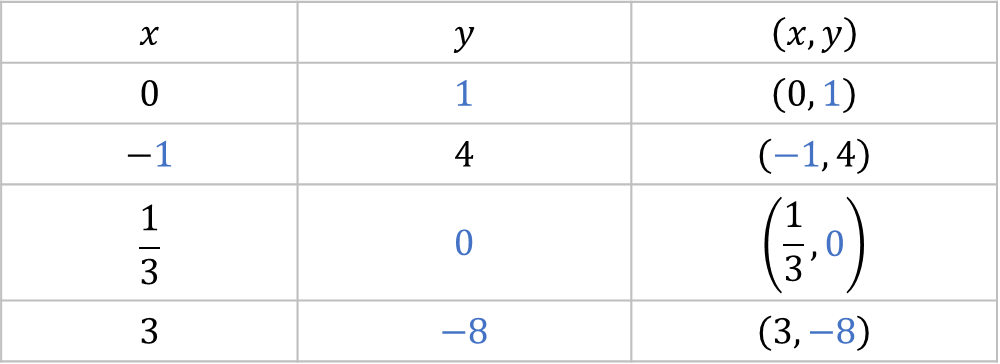 x y (x, y)
0 1 (0, 1)
−1 4 (−1, 4)
1/3 0 (1/3, 0)
3 −8 (3, −8)